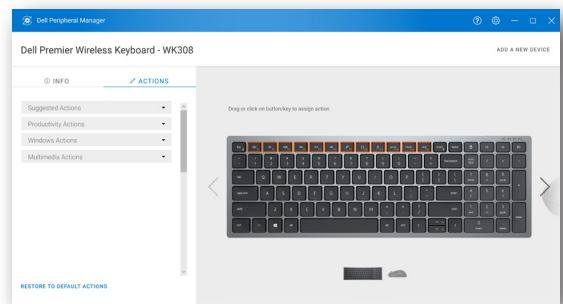 Dell Peripheral Manager
Dell Premier Wireless Keyboard - WK308
ADD A NEW DEVICE
INFO
ACTIONS
Suggested Actions
Productivity Actions
Windows Actions
Multimedia Actions
Drag or click on button/key to assign action
Q W E R T Y U I O P
A S D F G H J K L
Z X C V B N M
RESTORE TO DEFAULT ACTIONS